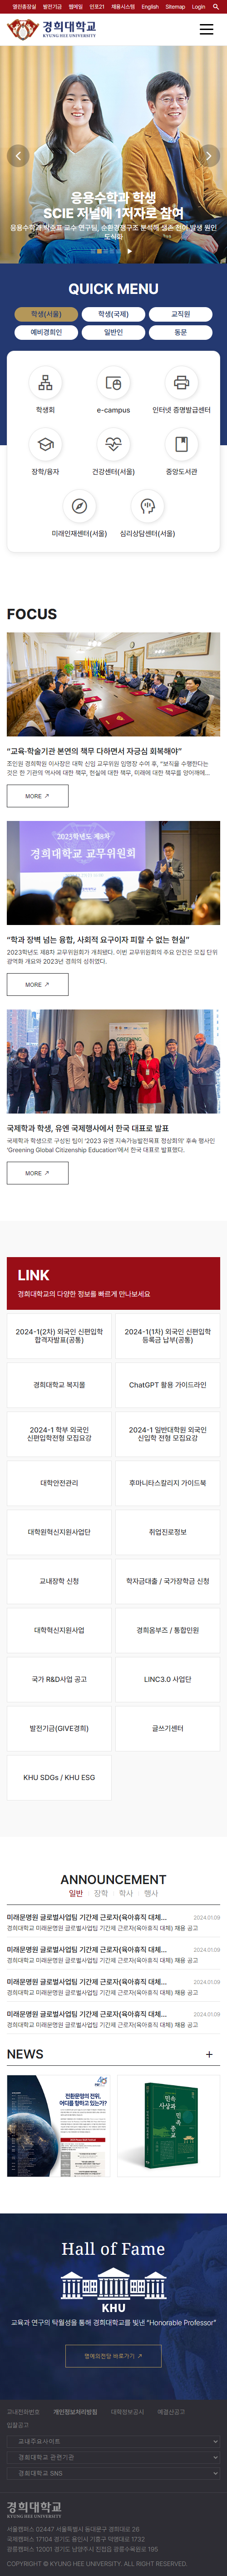 열린총장실 발전기금 웹메일 인포21 채용시스템 English Sitemap Login
경희대학교
KYUNG HEE UNIVERSITY
응용수학과 학생
SCIE 저널에 1저자로 참여
QUICK MENU
학생(서울) 학생(국제) 교직원
예비경희인 일반인 동문
학생회 e-campus 인터넷 증명발급센터
장학/융자 건강센터(서울) 중앙도서관
미래인재센터(서울) 심리상담센터(서울)
FOCUS
“교육·학술기관 본연의 책무 다하면서 자긍심 회복해야”
조인원 경희학원 이사장은 대학 신임 교무위원 임명장 수여 후, “보직을 수행한다는
것은 한 기관의 역사에 대한 책무, 현실에 대한 책무, 미래에 대한 책무를 떠안게 ...
MORE ↗
2023학년도 제8차
경희대학교 교무위원회
“학과 장벽 넘는 융합, 사회적 요구이자 피할 수 없는 현실”
2023학년도 제8차 교무위원회가 개최됐다. 이번 교무위원회의 주요 안건은 모집 단위
광역화 개요와 2023년 경희의 성취였다.
MORE ↗
국제학과 학생, 유엔 국제행사에서 한국 대표로 발표
국제학과 학생으로 구성된 팀이 ‘2023 유엔 지속가능발전목표 정상회의’ 후속 행사인
‘Greening Global Citizenship Education’에서 한국 대표로 발표했다.
MORE ↗
LINK
경희대학교의 다양한 정보를 빠르게 만나보세요
2024-1(2차) 외국인 신편입학
합격자발표(공통)
2024-1(1차) 외국인 신편입학
등록금 납부(공통)
경희대학교 복지몰
ChatGPT 활용 가이드라인
2024-1 학부 외국인
신편입학전형 모집요강
2024-1 일반대학원 외국인
신입학 전형 모집요강
대학안전관리
후마니타스칼리지 가이드북
대학원혁신지원사업단
취업진로정보
교내장학 신청
학자금대출 / 국가장학금 신청
대학혁신지원사업
경희옴부즈 / 통합민원
국가 R&D사업 공고
LINC3.0 사업단
발전기금(GIVE경희)
글쓰기센터
KHU SDGs / KHU ESG
ANNOUNCEMENT
일반 장학 학사 행사
미래문명원 글로벌사업팀 기간제 근로자(육아휴직 대체... 2024.01.09
경희대학교 미래문명원 글로벌사업팀 기간제 근로자(육아휴직 대체) 채용 공고
미래문명원 글로벌사업팀 기간제 근로자(육아휴직 대체... 2024.01.09
경희대학교 미래문명원 글로벌사업팀 기간제 근로자(육아휴직 대체) 채용 공고
미래문명원 글로벌사업팀 기간제 근로자(육아휴직 대체... 2024.01.09
경희대학교 미래문명원 글로벌사업팀 기간제 근로자(육아휴직 대체) 채용 공고
미래문명원 글로벌사업팀 기간제 근로자(육아휴직 대체... 2024.01.09
경희대학교 미래문명원 글로벌사업팀 기간제 근로자(육아휴직 대체) 채용 공고
NEWS +
전환문명의 전위,
어디를 향하고 있는가?
Hall of Fame
KHU
교육과 연구의 탁월성을 통해 경희대학교를 빛낸 “Honorable Professor”
명예의전당 바로가기 ↗
교내전화번호 개인정보처리방침 대학정보공시 예결산공고
입찰공고
교내주요사이트
경희대학교 관련기관
경희대학교 SNS
경희대학교
KYUNG HEE UNIVERSITY
서울캠퍼스 02447 서울특별시 동대문구 경희대로 26
국제캠퍼스 17104 경기도 용인시 기흥구 덕영대로 1732
광릉캠퍼스 12001 경기도 남양주시 진접읍 광릉수목원로 195
COPYRIGHT © KYUNG HEE UNIVERSITY. ALL RIGHT RESERVED.